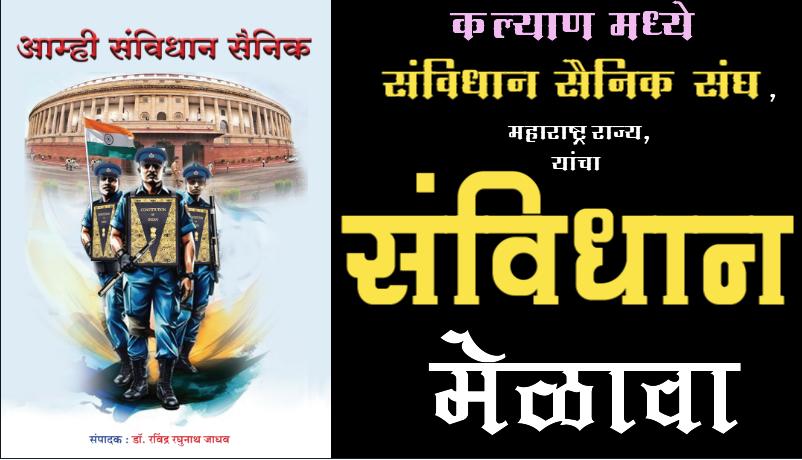 आम्ही संविधान सैनिक
CONSTITUTION
OF
INDIA
संपादक : डॉ. रविंद्र रघुनाथ जाधव
कल्याण मध्ये
संविधान सैनिक संघ,
महाराष्ट्र राज्य,
यांचा
संविधान
मेळावा